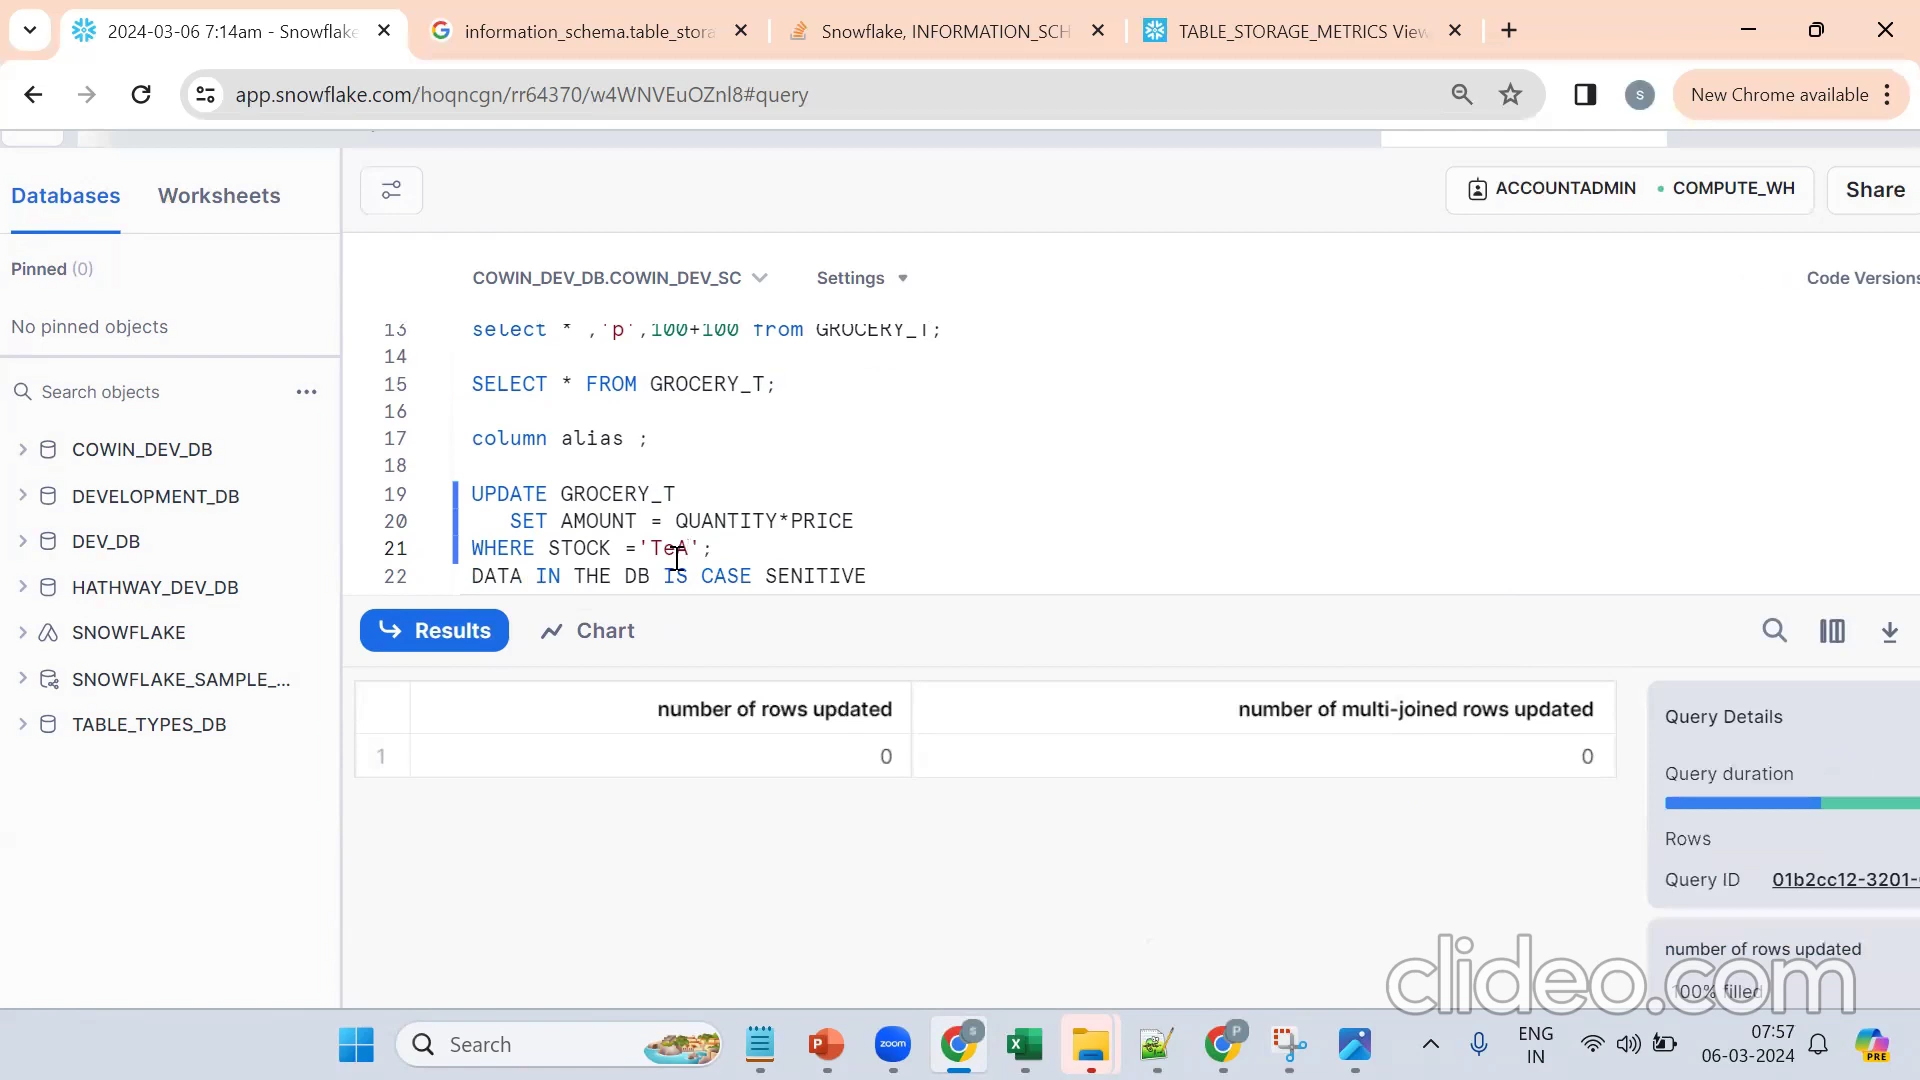 2024-03-06 7:14am - Snowflake
information_schema.table_stora
Snowflake, INFORMATION_SCH
TABLE_STORAGE_METRICS View
app.snowflake.com/hoqncgn/rr64370/w4WNVEuOZnl8#query
S
New Chrome available
Databases
Worksheets
ACCOUNTADMIN
COMPUTE_WH
Share
Pinned (0)
No pinned objects
Search objects
COWIN_DEV_DB
DEVELOPMENT_DB
DEV_DB
HATHWAY_DEV_DB
SNOWFLAKE
SNOWFLAKE_SAMPLE_...
TABLE_TYPES_DB
COWIN_DEV_DB.COWIN_DEV_SC
Settings
Code Versions
13 select * ,'p',100+100 from GROCERY_T;
14
15 SELECT * FROM GROCERY_T;
16
17 column alias ;
18
19 UPDATE GROCERY_T
20 SET AMOUNT = QUANTITY*PRICE
21 WHERE STOCK ='TeA';
22 DATA IN THE DB IS CASE SENITIVE
Results
Chart
number of rows updated
number of multi-joined rows updated
1 0 0
Query Details
Query duration
Rows
Query ID 01b2cc12-3201-
number of rows updated
100% filled
clideo.com
Search
P
zoom
S
X
P
ENG
IN
07:57
06-03-2024
PRE